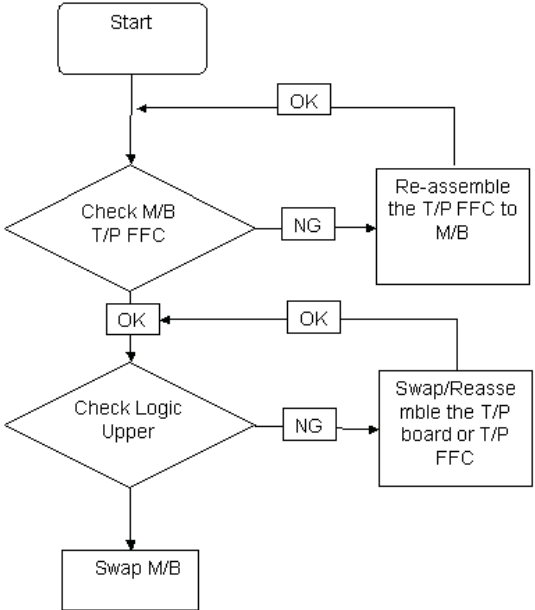 Start
OK
Check M/B
T/P FFC
NG
Re-assemble
the T/P FFC to
M/B
OK
OK
Check Logic
Upper
NG
Swap/Reasse
mble the T/P
board or T/P
FFC
Swap M/B